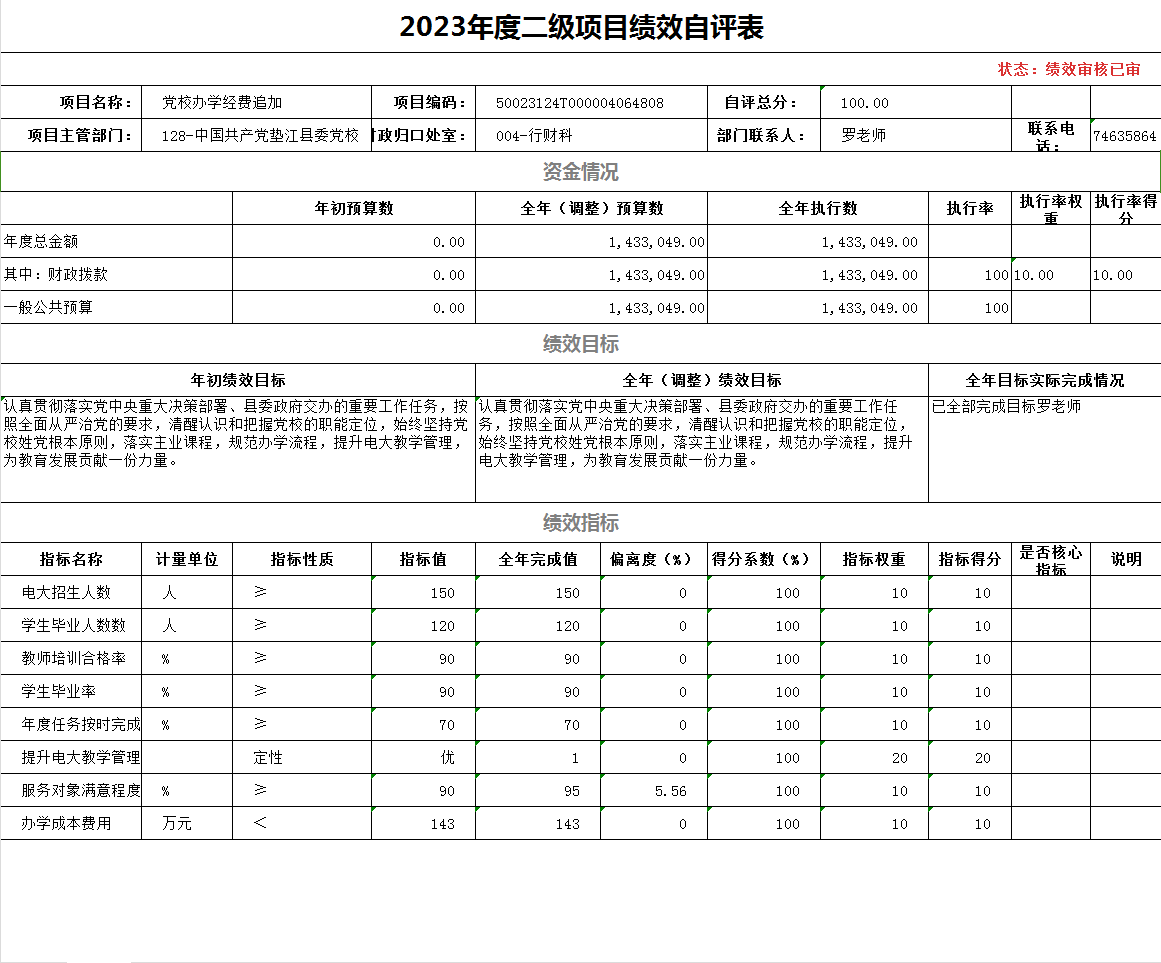 2023年度二级项目绩效自评表
状态：绩效审核已审
项目名称： 党校办学经费追加 项目编码： 50023124T000004064808 自评总分： 100.00
项目主管部门： 128-中国共产党垫江县委党校 政归口处室： 004-行财科 部门联系人： 罗老师 联系电话： 74635864
资金情况
年初预算数 全年（调整）预算数 全年执行数 执行率 执行率权重 执行率得分
年度总金额 0.00 1,433,049.00 1,433,049.00
其中：财政拨款 0.00 1,433,049.00 1,433,049.00 100 10.00 10.00
一般公共预算 0.00 1,433,049.00 1,433,049.00 100
绩效目标
年初绩效目标 全年（调整）绩效目标 全年目标实际完成情况
认真贯彻落实党中央重大决策部署、县委政府交办的重要工作任务，按
照全面从严治党的要求，清醒认识和把握党校的职能定位，始终坚持党
校姓党根本原则，落实主业课程，规范办学流程，提升电大教学管理，
为教育发展贡献一份力量。
认真贯彻落实党中央重大决策部署、县委政府交办的重要工作任
务，按照全面从严治党的要求，清醒认识和把握党校的职能定位，
始终坚持党校姓党根本原则，落实主业课程，规范办学流程，提升
电大教学管理，为教育发展贡献一份力量。
已全部完成目标罗老师
绩效指标
指标名称 计量单位 指标性质 指标值 全年完成值 偏离度（%） 得分系数（%） 指标权重 指标得分 是否核心指标 说明
电大招生人数 人 ≥ 150 150 0 100 10 10
学生毕业人数数 人 ≥ 120 120 0 100 10 10
教师培训合格率 % ≥ 90 90 0 100 10 10
学生毕业率 % ≥ 90 90 0 100 10 10
年度任务按时完成 % ≥ 70 70 0 100 10 10
提升电大教学管理 定性 优 1 0 100 20 20
服务对象满意程度 % ≥ 90 95 5.56 100 10 10
办学成本费用 万元 ＜ 143 143 0 100 10 10